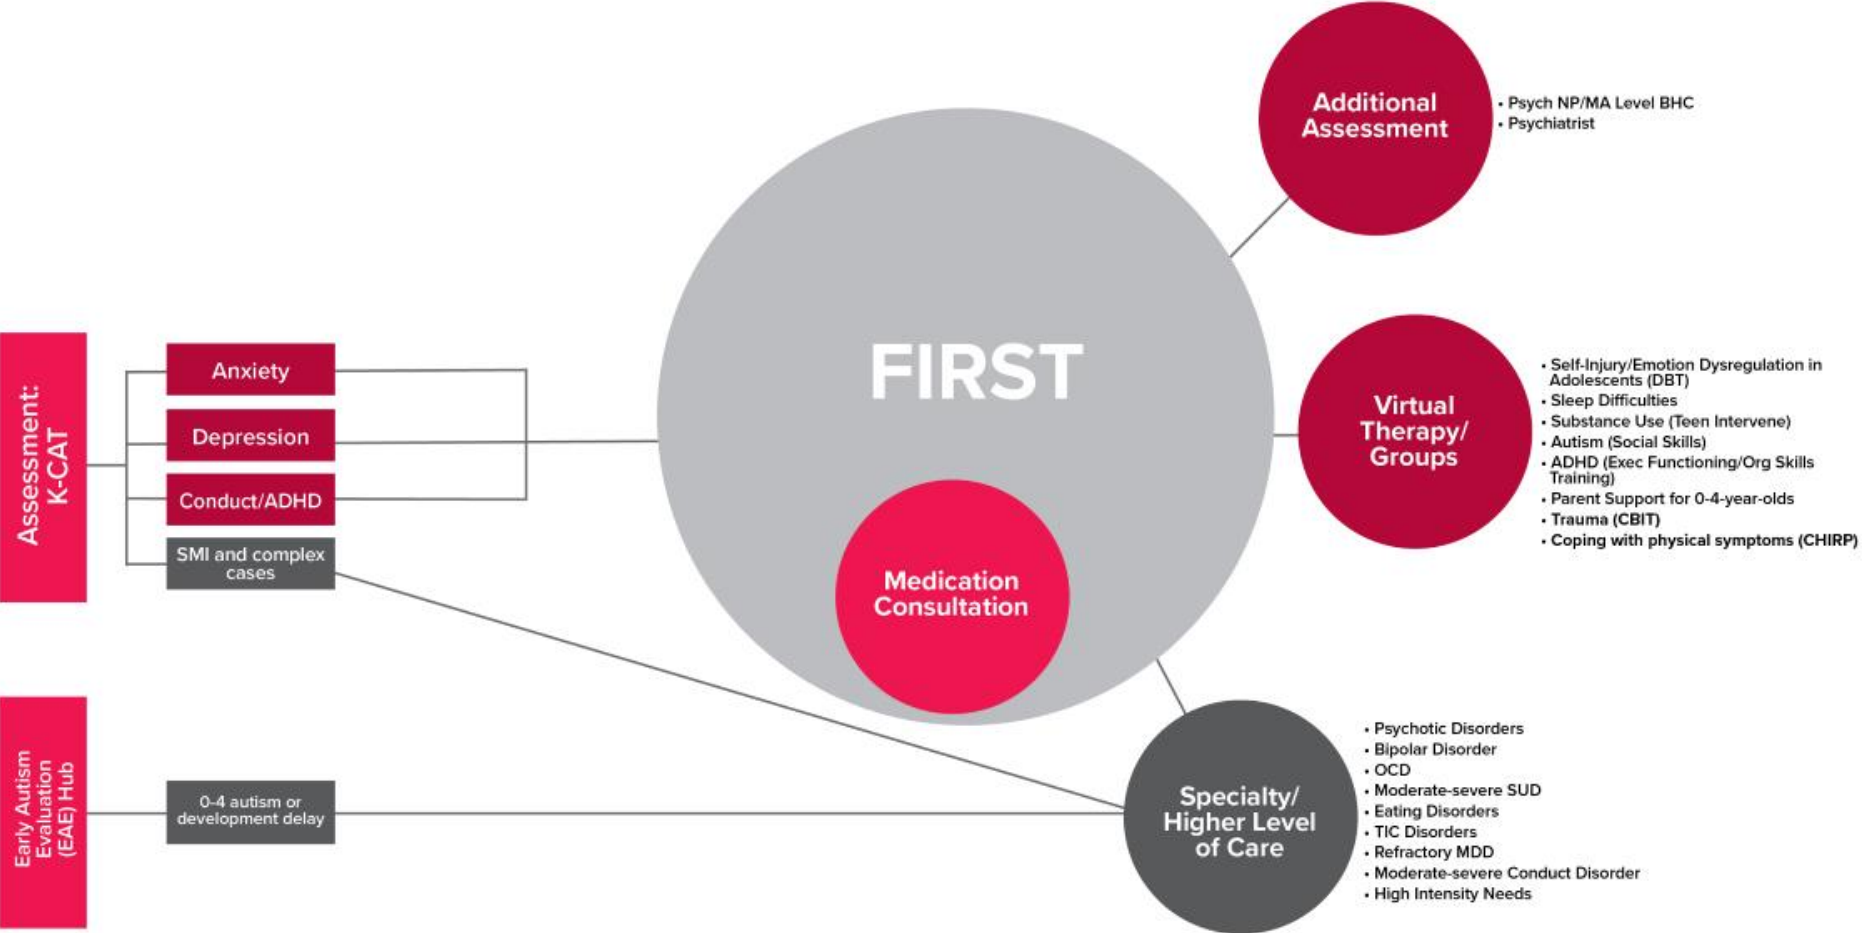 Assessment:
K-CAT
Anxiety
Depression
Conduct/ADHD
SMI and complex
cases
Early Autism
Evaluation
(EAE) Hub
0-4 autism or
development delay
FIRST
Medication
Consultation
Additional
Assessment
• Psych NP/MA Level BHC
• Psychiatrist
Virtual
Therapy/
Groups
• Self-Injury/Emotion Dysregulation in
Adolescents (DBT)
• Sleep Difficulties
• Substance Use (Teen Intervene)
• Autism (Social Skills)
• ADHD (Exec Functioning/Org Skills
Training)
• Parent Support for 0-4-year-olds
• Trauma (CBIT)
• Coping with physical symptoms (CHIRP)
Specialty/
Higher Level
of Care
• Psychotic Disorders
• Bipolar Disorder
• OCD
• Moderate-severe SUD
• Eating Disorders
• TIC Disorders
• Refractory MDD
• Moderate-severe Conduct Disorder
• High Intensity Needs